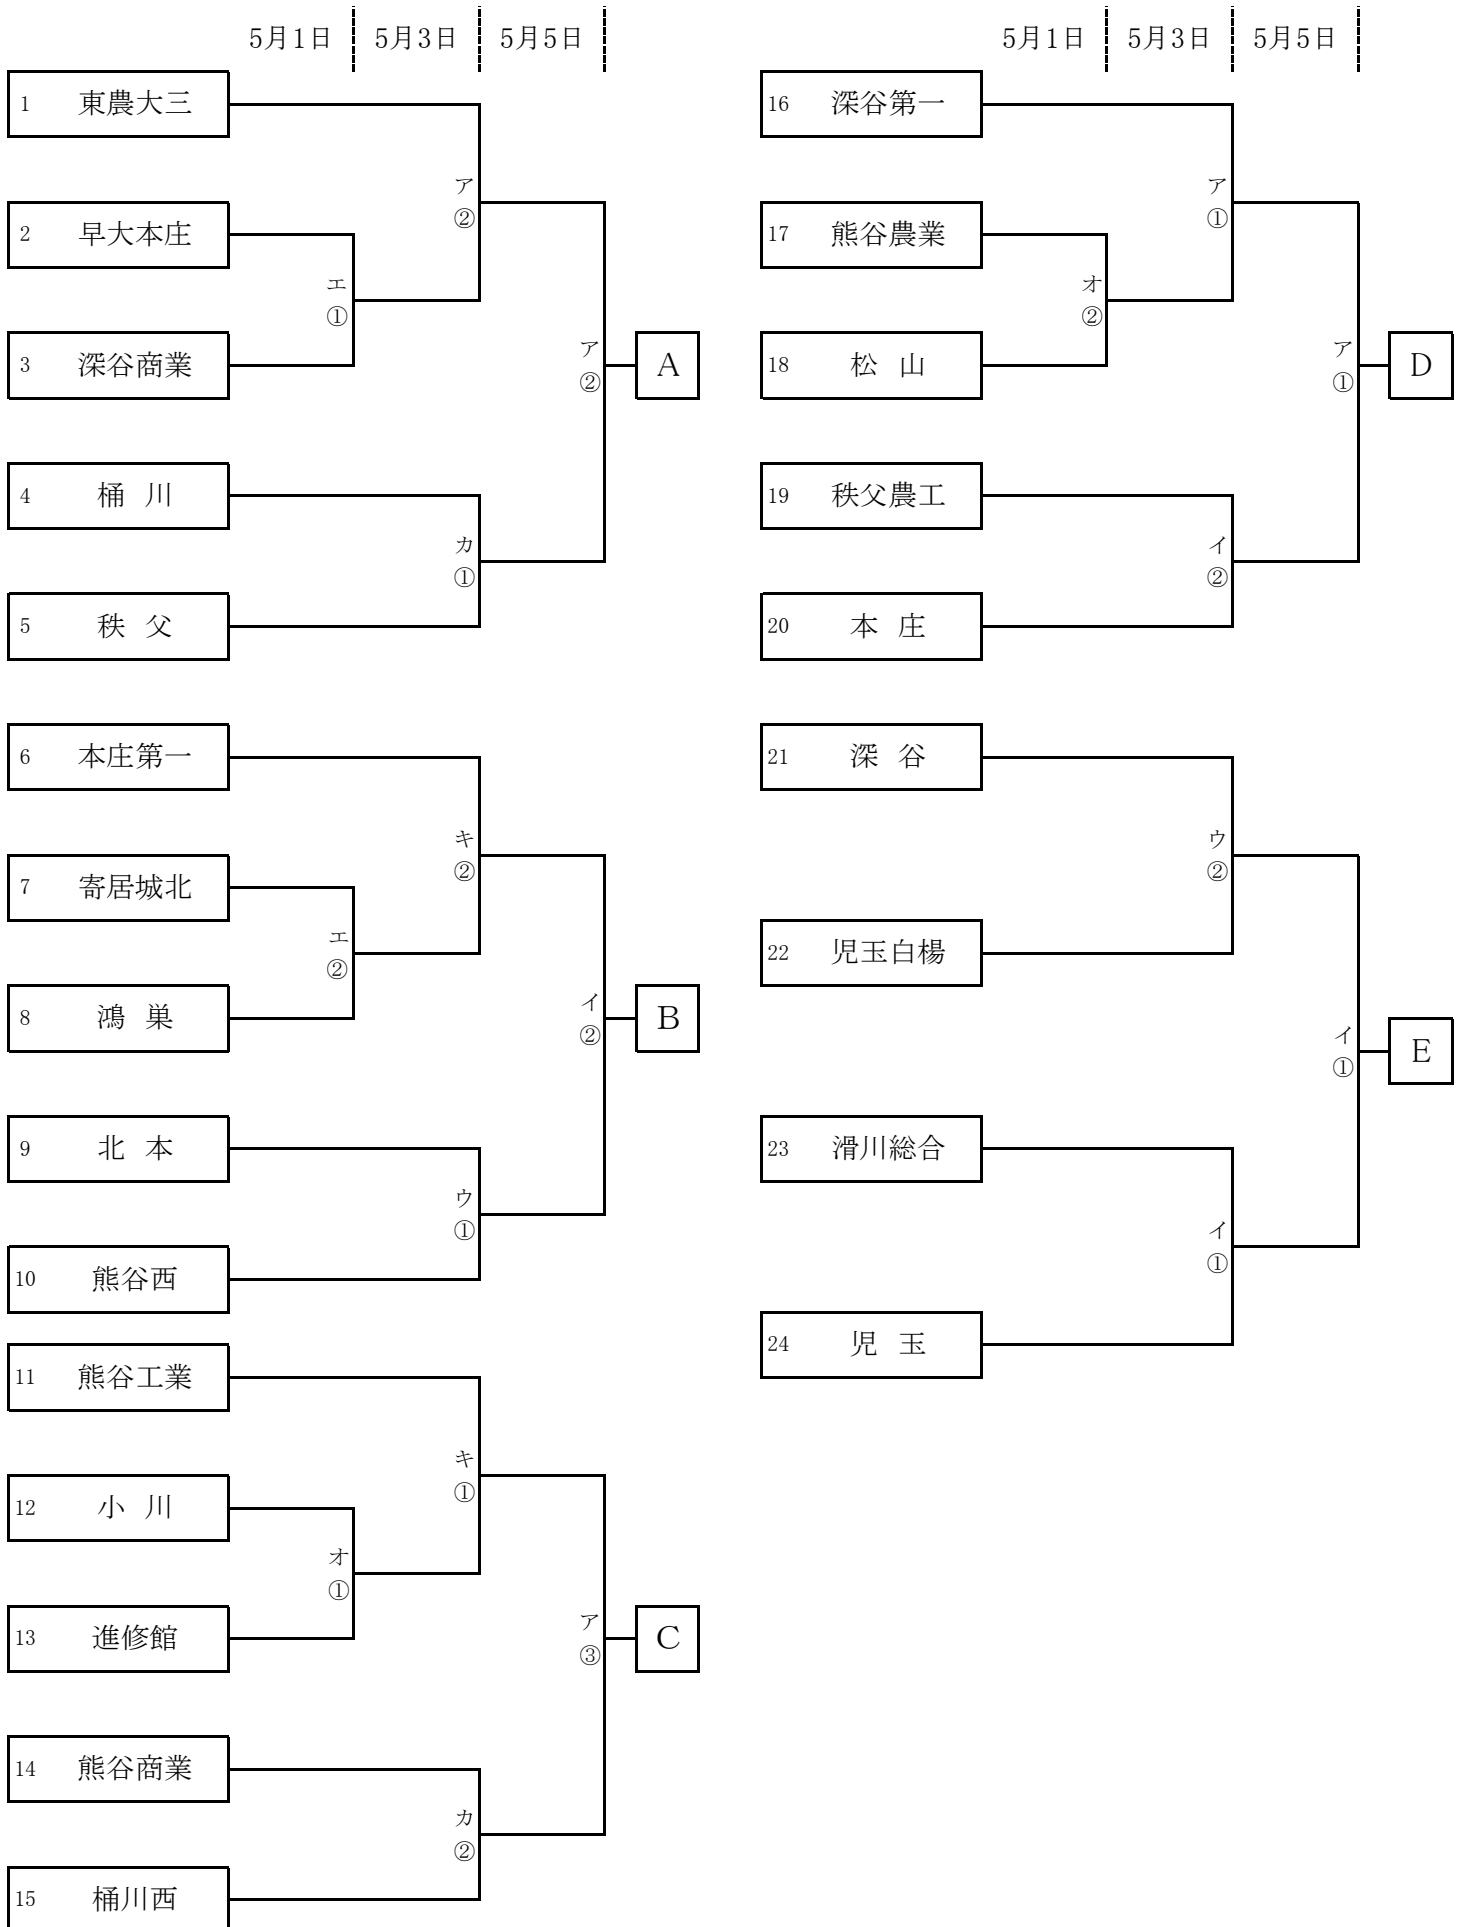 5月1日 5月3日 5月5日
1 東農大三
ア
②
2 早大本庄
エ
①
3 深谷商業
ア
②
A
4 桶 川
カ
①
5 秩 父
6 本庄第一
キ
②
7 寄居城北
エ
②
8 鴻 巣
イ
②
B
9 北 本
ウ
①
10 熊谷西
11 熊谷工業
キ
①
12 小 川
オ
①
13 進修館
ア
③
C
14 熊谷商業
カ
②
15 桶川西
5月1日 5月3日 5月5日
16 深谷第一
ア
①
17 熊谷農業
オ
②
18 松 山
ア
①
D
19 秩父農工
イ
②
20 本 庄
21 深 谷
ウ
②
22 児玉白楊
イ
①
E
23 滑川総合
イ
①
24 児 玉